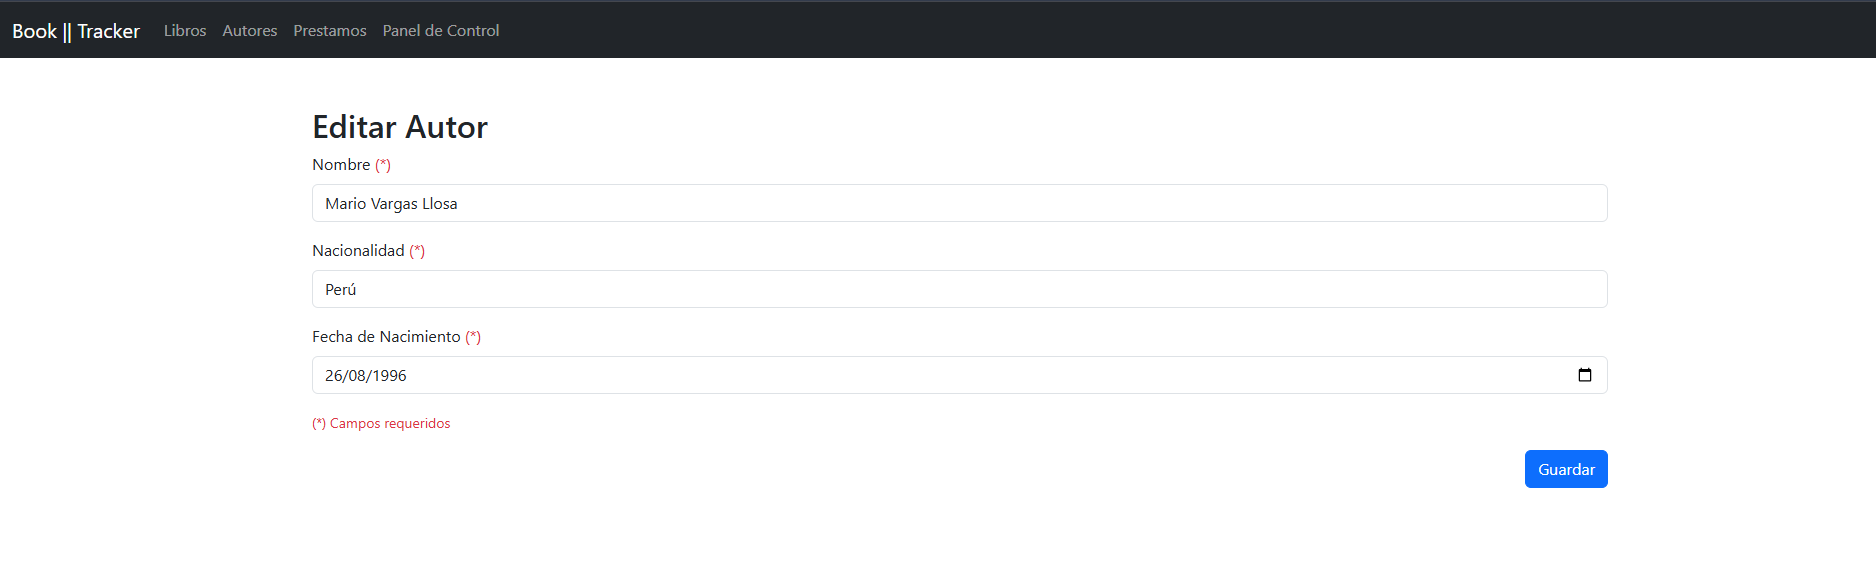 Book || Tracker Libros Autores Prestamos Panel de Control
Editar Autor
Nombre (*)
Mario Vargas Llosa
Nacionalidad (*)
Perú
Fecha de Nacimiento (*)
26/08/1996
(*) Campos requeridos
Guardar